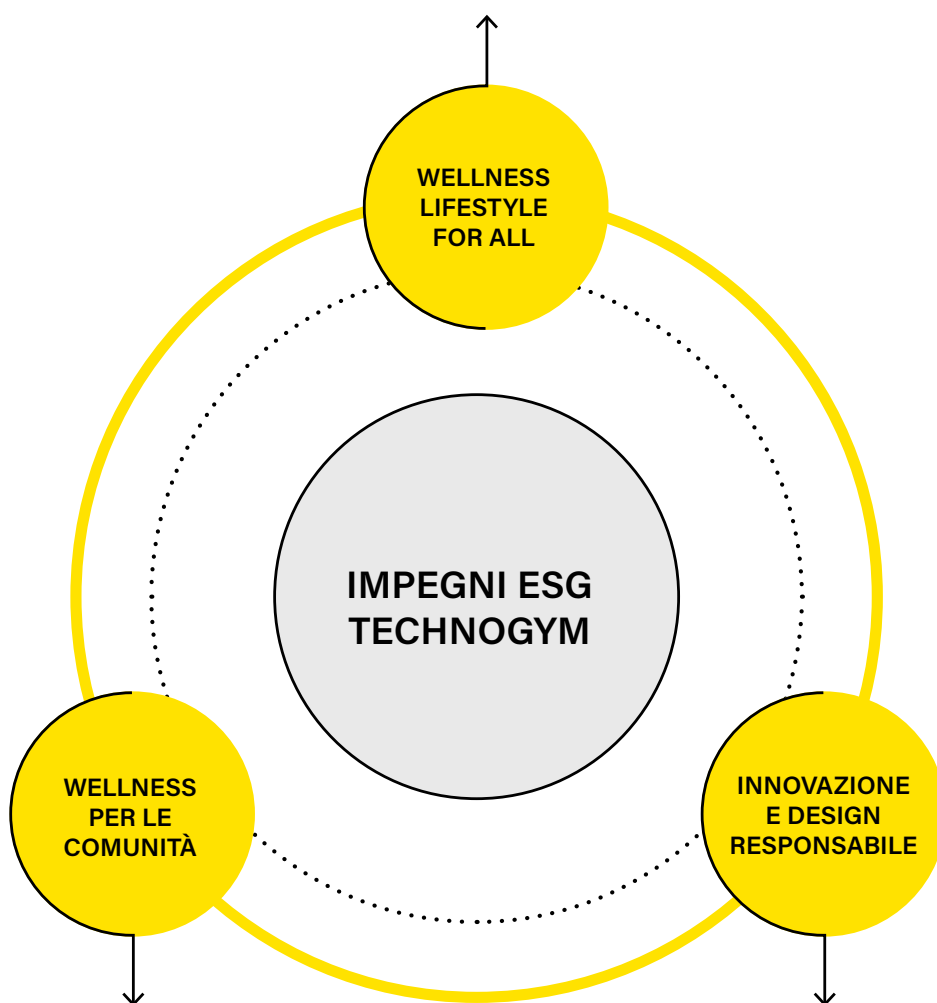 WELLNESS
LIFESTYLE
FOR ALL
IMPEGNI ESG
TECHNOGYM
WELLNESS
PER LE
COMUNITÀ
INNOVAZIONE
E DESIGN
RESPONSABILE